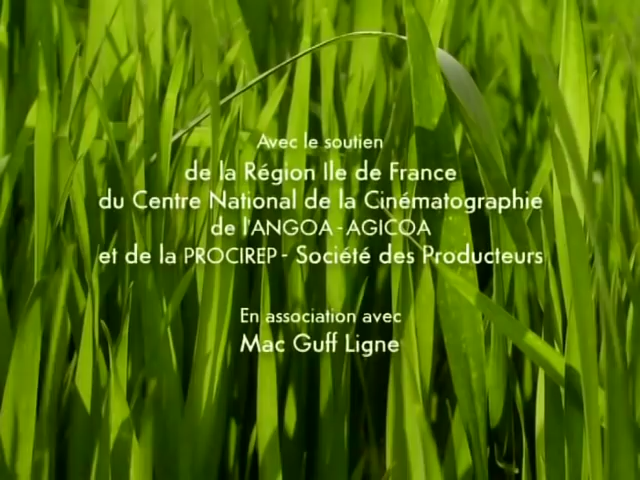 Avec le soutien
de la Région Ile de France
du Centre National de la Cinématographie
de l'ANGOA - AGICOA
et de la PROCIREP - Société des Producteurs
En association avec
Mac Guff Ligne